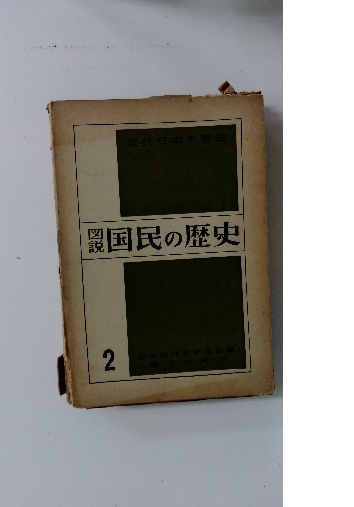 近代日本の百年
図説 国民の歴史
2